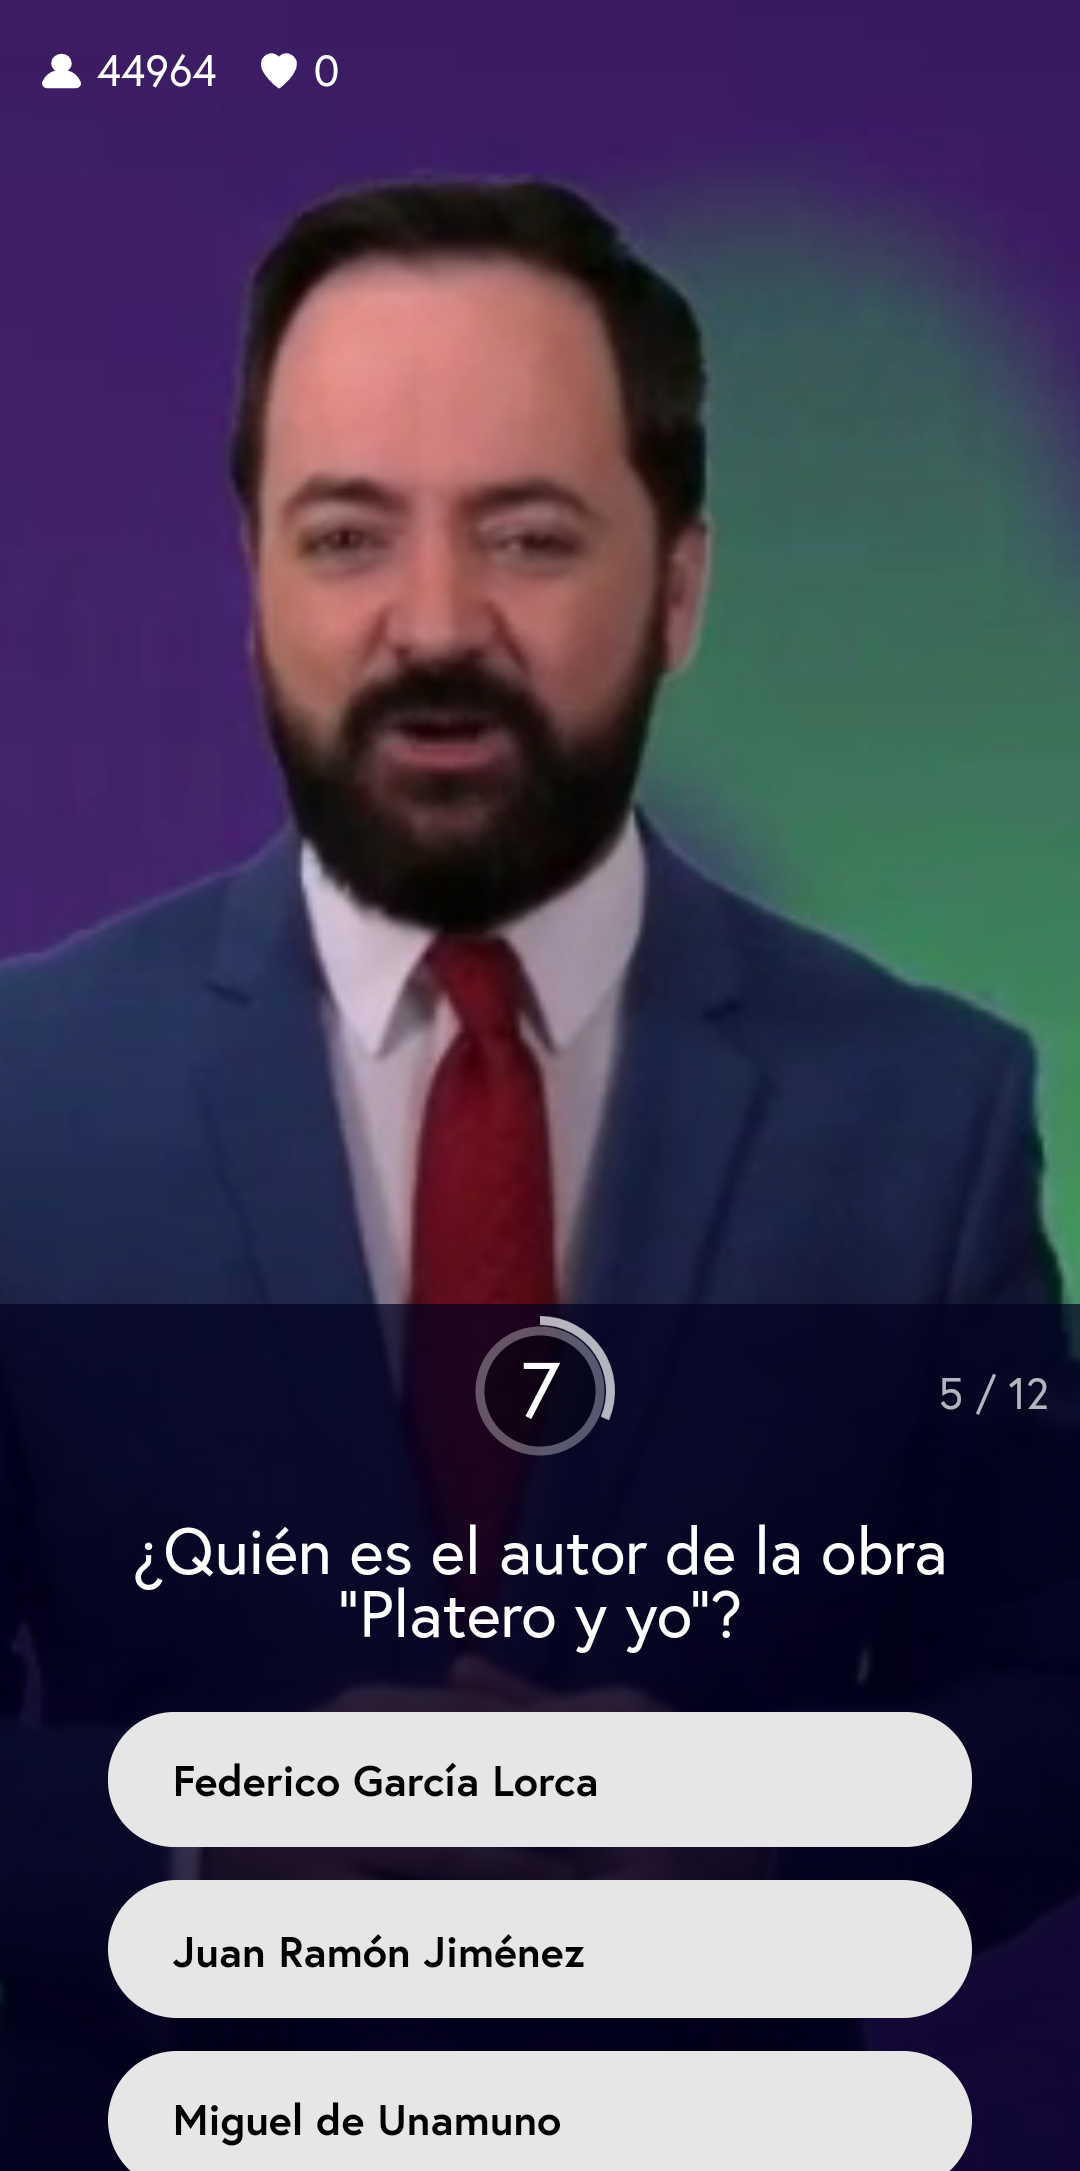 44964 0
7
5 / 12
¿Quién es el autor de la obra
"Platero y yo"?
Federico García Lorca
Juan Ramón Jiménez
Miguel de Unamuno